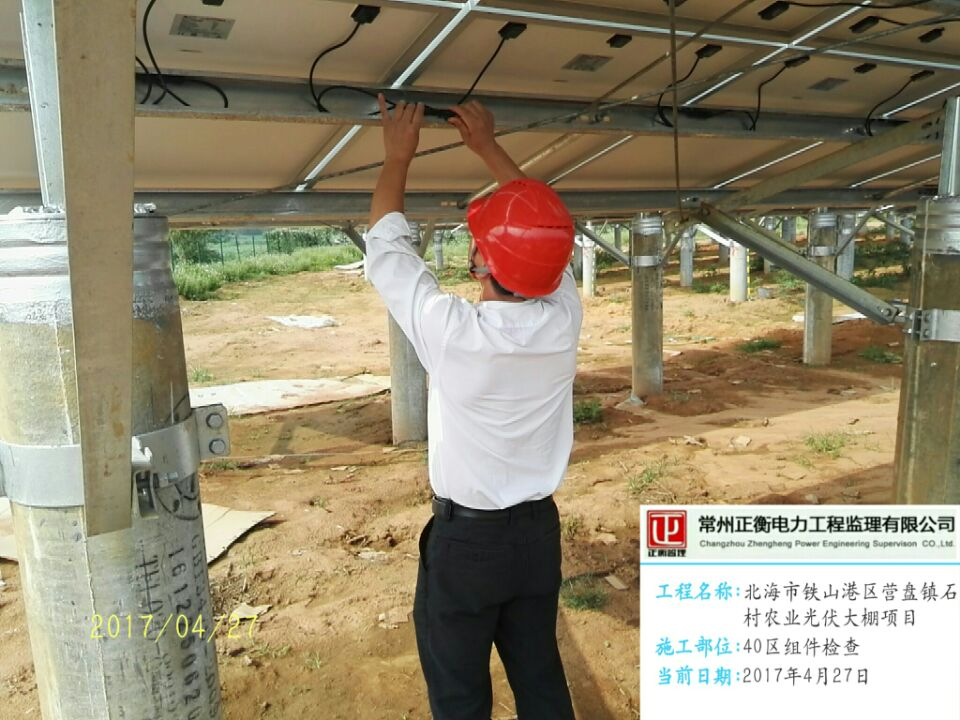 常州正衡电力工程监理有限公司
正衡管理
Changzhou Zhengheng Power Engineering Supervison CO.,Ltd.
工程名称:北海市铁山港区营盘镇石
村农业光伏大棚项目
施工部位:40区组件检查
当前日期:2017年4月27日
2017/04/27